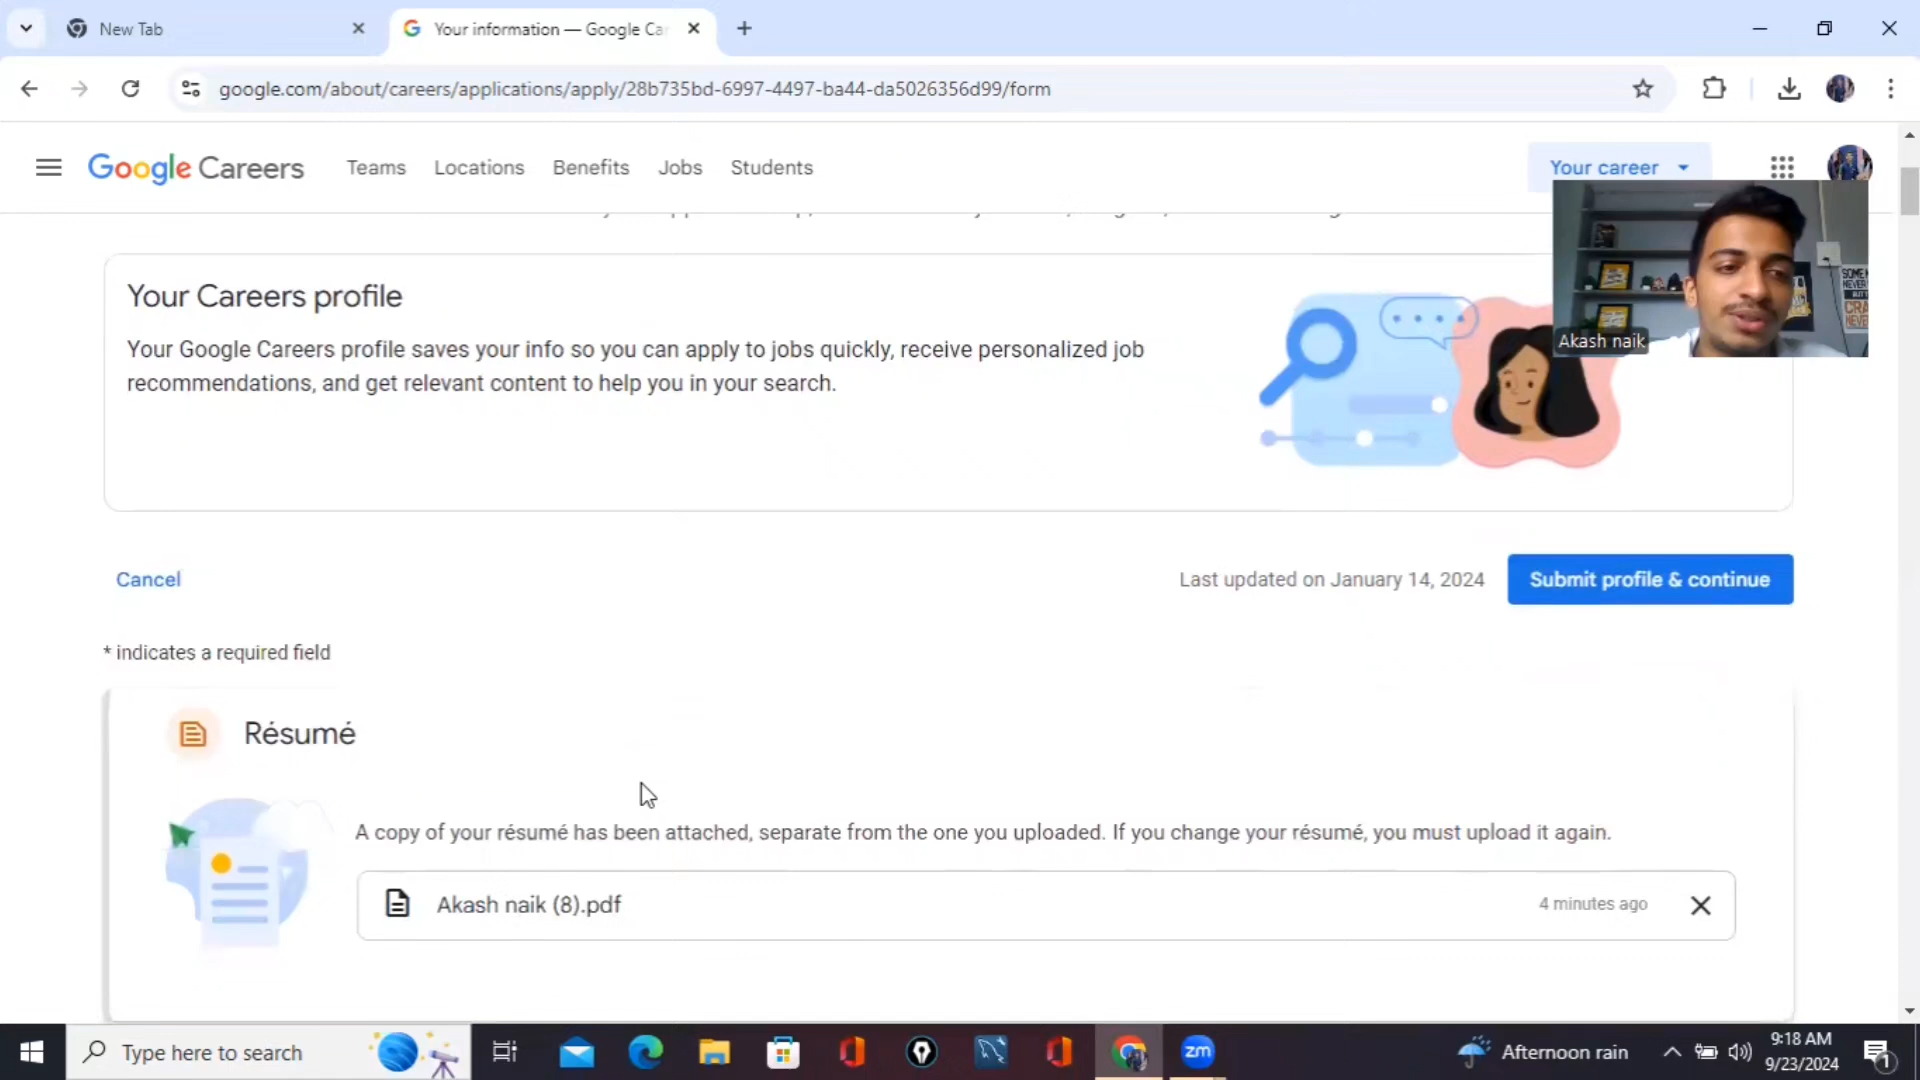 New Tab
Your information — Google Ca
google.com/about/careers/applications/apply/28b735bd-6997-4497-ba44-da5026356d99/form
Google Careers
Teams
Locations
Benefits
Jobs
Students
Your career
Your Careers profile
Your Google Careers profile saves your info so you can apply to jobs quickly, receive personalized job
recommendations, and get relevant content to help you in your search.
Akash naik
SOME
NEVER
CRA
NEVE
Cancel
Last updated on January 14, 2024
Submit profile & continue
* indicates a required field
Résumé
A copy of your résumé has been attached, separate from the one you uploaded. If you change your résumé, you must upload it again.
Akash naik (8).pdf
4 minutes ago
Type here to search
zm
Afternoon rain
9:18 AM
9/23/2024
1